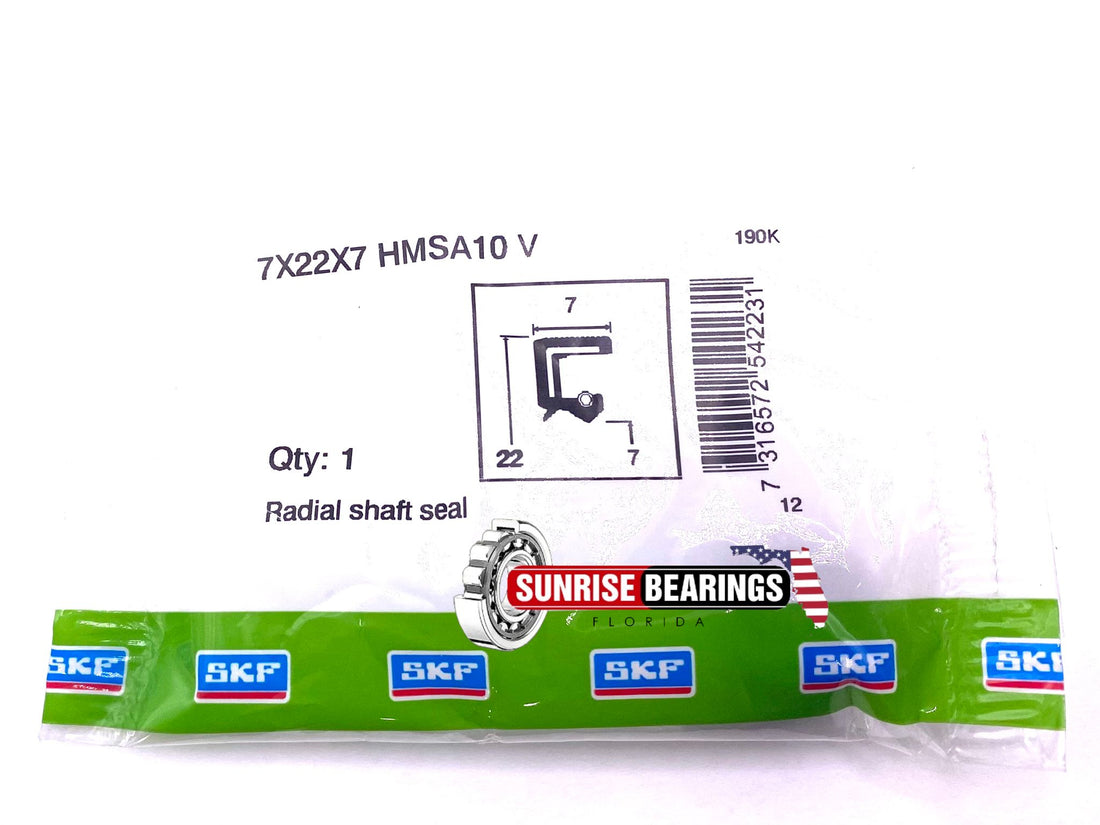 7X22X7 HMSA10 V
190K
7
22
7
7 316572 542231
Qty: 1
12
Radial shaft seal
SUNRISE BEARINGS
FLORIDA
SKF
SKF
SKF
SKF
SKF
SKF